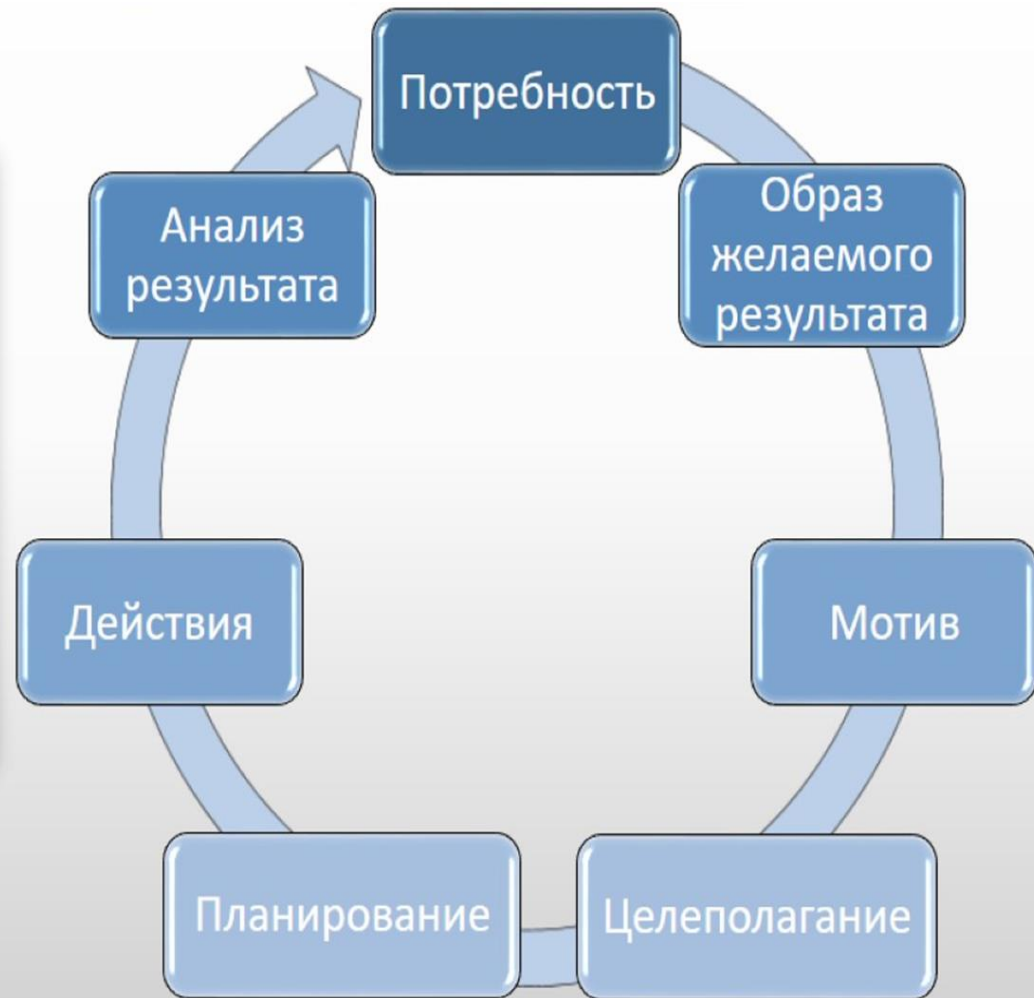 Потребность
Образ
желаемого
результата
Мотив
Целеполагание
Планирование
Действия
Анализ
результата